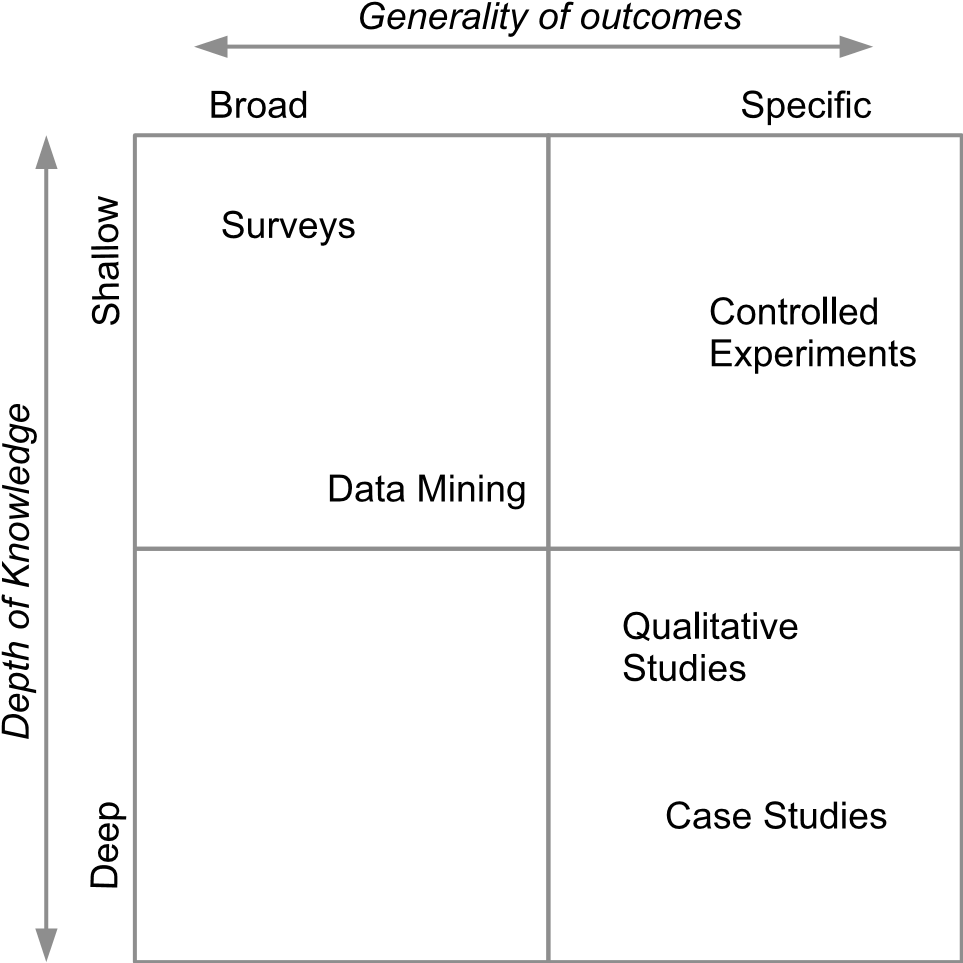 Generality of outcomes
Broad
Specific
Shallow
Surveys
Controlled
Experiments
Depth of Knowledge
Data Mining
Qualitative
Studies
Deep
Case Studies